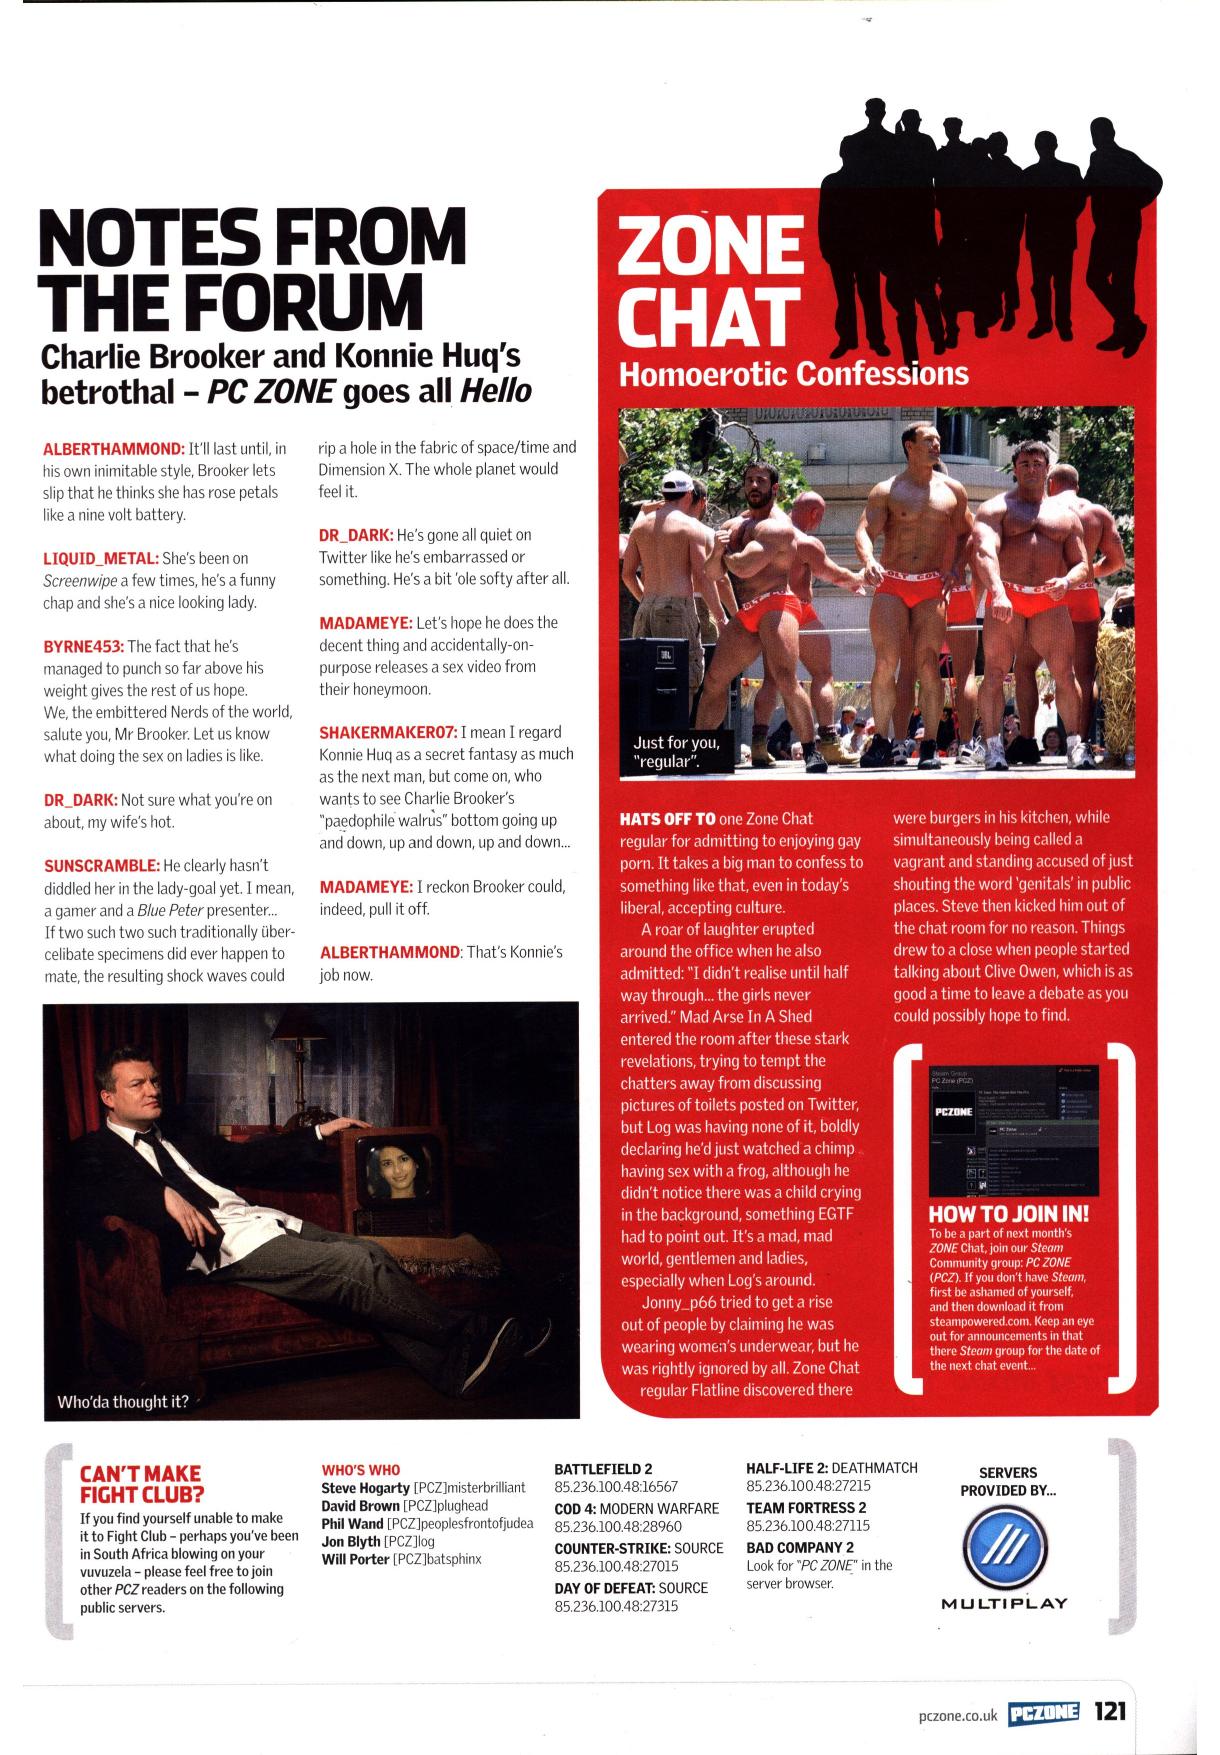 NOTES FROM
THE FORUM
Charlie Brooker and Konnie Huq's
betrothal – PC ZONE goes all Hello
ALBERTHAMMOND: It'll last until, in
his own inimitable style, Brooker lets
slip that he thinks she has rose petals
like a nine volt battery.
LIQUID_METAL: She's been on
Screenwipe a few times, he's a funny
chap and she's a nice looking lady.
BYRNE453: The fact that he's
managed to punch so far above his
weight gives the rest of us hope.
We, the embittered Nerds of the world,
salute you, Mr Brooker. Let us know
what doing the sex on ladies is like.
DR_DARK: Not sure what you're on
about, my wife's hot.
SUNSCRAMBLE: He clearly hasn't
diddled her in the lady-goal yet. I mean,
a gamer and a Blue Peter presenter...
If two such two such traditionally über-
celibate specimens did ever happen to
mate, the resulting shock waves could
rip a hole in the fabric of space/time and
Dimension X. The whole planet would
feel it.
DR_DARK: He's gone all quiet on
Twitter like he's embarrassed or
something. He's a bit 'ole softy after all.
MADAMEYE: Let's hope he does the
decent thing and accidentally-on-
purpose releases a sex video from
their honeymoon.
SHAKERMAKER07: I mean I regard
Konnie Huq as a secret fantasy as much
as the next man, but come on, who
wants to see Charlie Brooker's
"paedophile walrus" bottom going up
and down, up and down, up and down...
MADAMEYE: I reckon Brooker could,
indeed, pull it off.
ALBERTHAMMOND: That's Konnie's
job now.
Who'da thought it?
ZONE
CHAT
Homoerotic Confessions
JBL
COLT COL
Just for you,
"regular".
HATS OFF TO one Zone Chat
regular for admitting to enjoying gay
porn. It takes a big man to confess to
something like that, even in today's
liberal, accepting culture.
A roar of laughter erupted
around the office when he also
admitted: "I didn't realise until half
way through... the girls never
arrived." Mad Arse In A Shed
entered the room after these stark
revelations, trying to tempt the
chatters away from discussing
pictures of toilets posted on Twitter,
but Log was having none of it, boldly
declaring he'd just watched a chimp
having sex with a frog, although he
didn't notice there was a child crying
in the background, something EGTF
had to point out. It's a mad, mad
world, gentlemen and ladies,
especially when Log's around.
Jonny_p66 tried to get a rise
out of people by claiming he was
wearing women's underwear, but he
was rightly ignored by all. Zone Chat
regular Flatline discovered there
were burgers in his kitchen, while
simultaneously being called a
vagrant and standing accused of just
shouting the word 'genitals' in public
places. Steve then kicked him out of
the chat room for no reason. Things
drew to a close when people started
talking about Clive Owen, which is as
good a time to leave a debate as you
could possibly hope to find.
Steam Group
PC Zone (PCZ)
PCZONE
PC Zone
HOW TO JOIN IN!
To be a part of next month's
ZONE Chat, join our Steam
Community group: PC ZONE
(PCZ). If you don't have Steam,
first be ashamed of yourself,
and then download it from
steampowered.com. Keep an eye
out for announcements in that
there Steam group for the date of
the next chat event...
CAN'T MAKE
FIGHT CLUB?
If you find yourself unable to make
it to Fight Club – perhaps you've been
in South Africa blowing on your
vuvuzela – please feel free to join
other PCZ readers on the following
public servers.
WHO'S WHO
Steve Hogarty [PCZ]misterbrilliant
David Brown [PCZ]plughead
Phil Wand [PCZ]peoplesfrontofjudea
Jon Blyth [PCZ]log
Will Porter [PCZ]batsphinx
BATTLEFIELD 2
85.236.100.48:16567
COD 4: MODERN WARFARE
85.236.100.48:28960
COUNTER-STRIKE: SOURCE
85.236.100.48:27015
DAY OF DEFEAT: SOURCE
85.236.100.48:27315
HALF-LIFE 2: DEATHMATCH
85.236.100.48:27215
TEAM FORTRESS 2
85.236.100.48:27115
BAD COMPANY 2
Look for "PC ZONE" in the
server browser.
SERVERS
PROVIDED BY...
MULTIPLAY
pczone.co.uk PCZONE 121